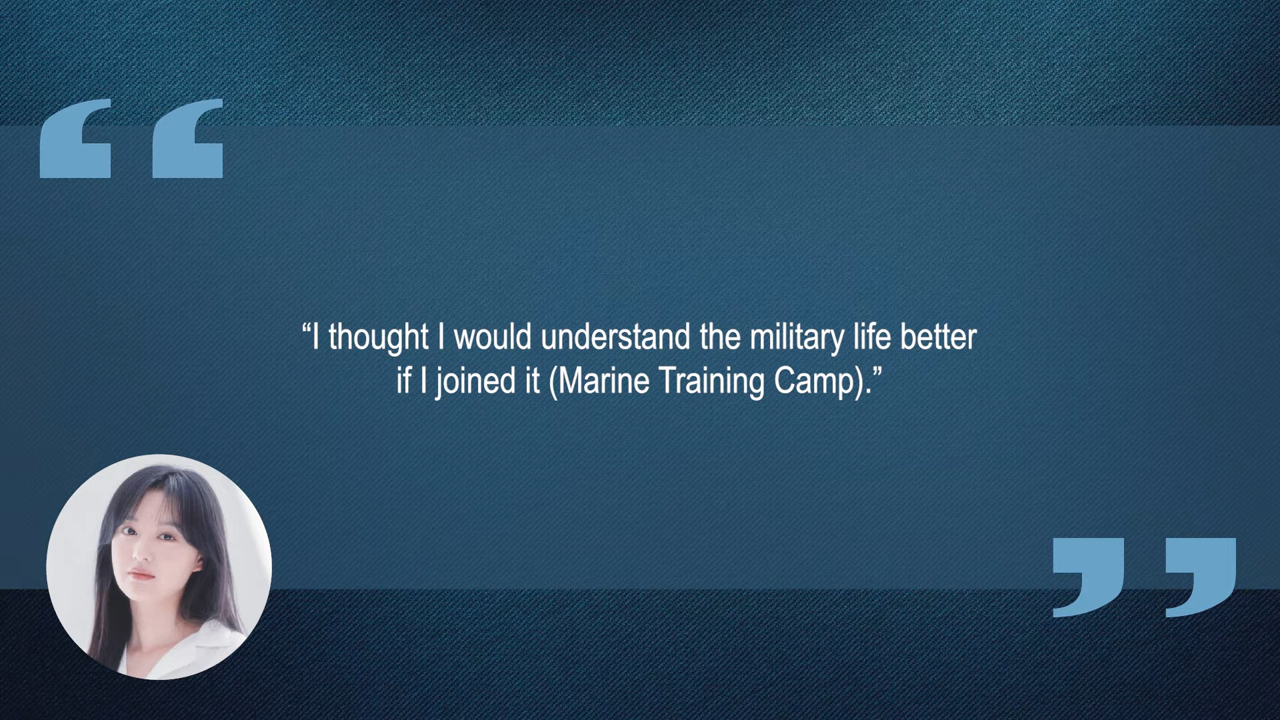 “I thought I would understand the military life better
if I joined it (Marine Training Camp).”